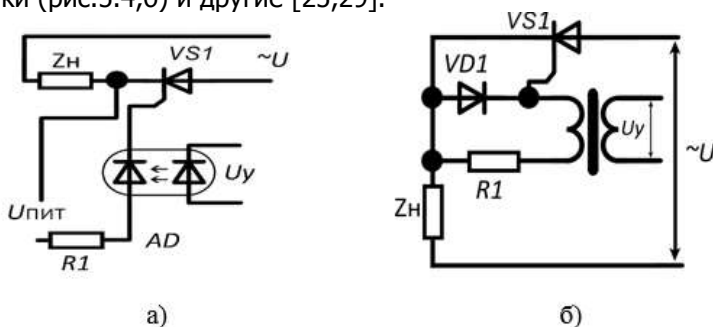 ки (рис.3.4,б) и другие [25,29].
Zн
VS1
~U
Uпит
R1
AD
Uу
а)
VS1
VD1
R1
Zн
Uу
~U
б)